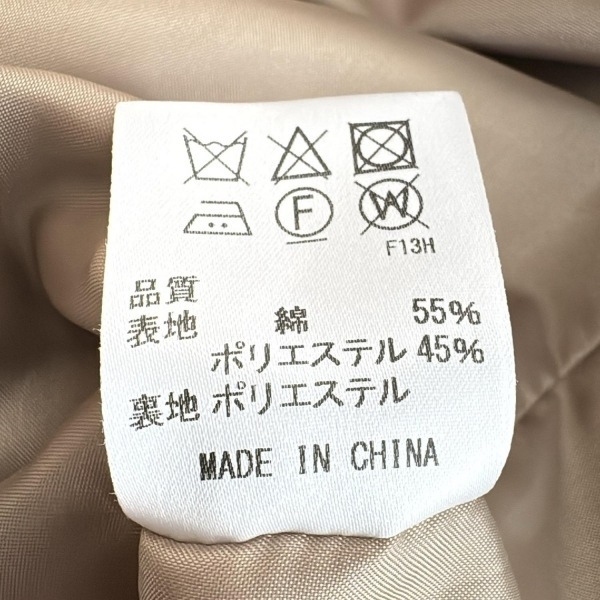 F W
F13H
品質
表地 綿 55%
ポリエステル 45%
裏地 ポリエステル
MADE IN CHINA